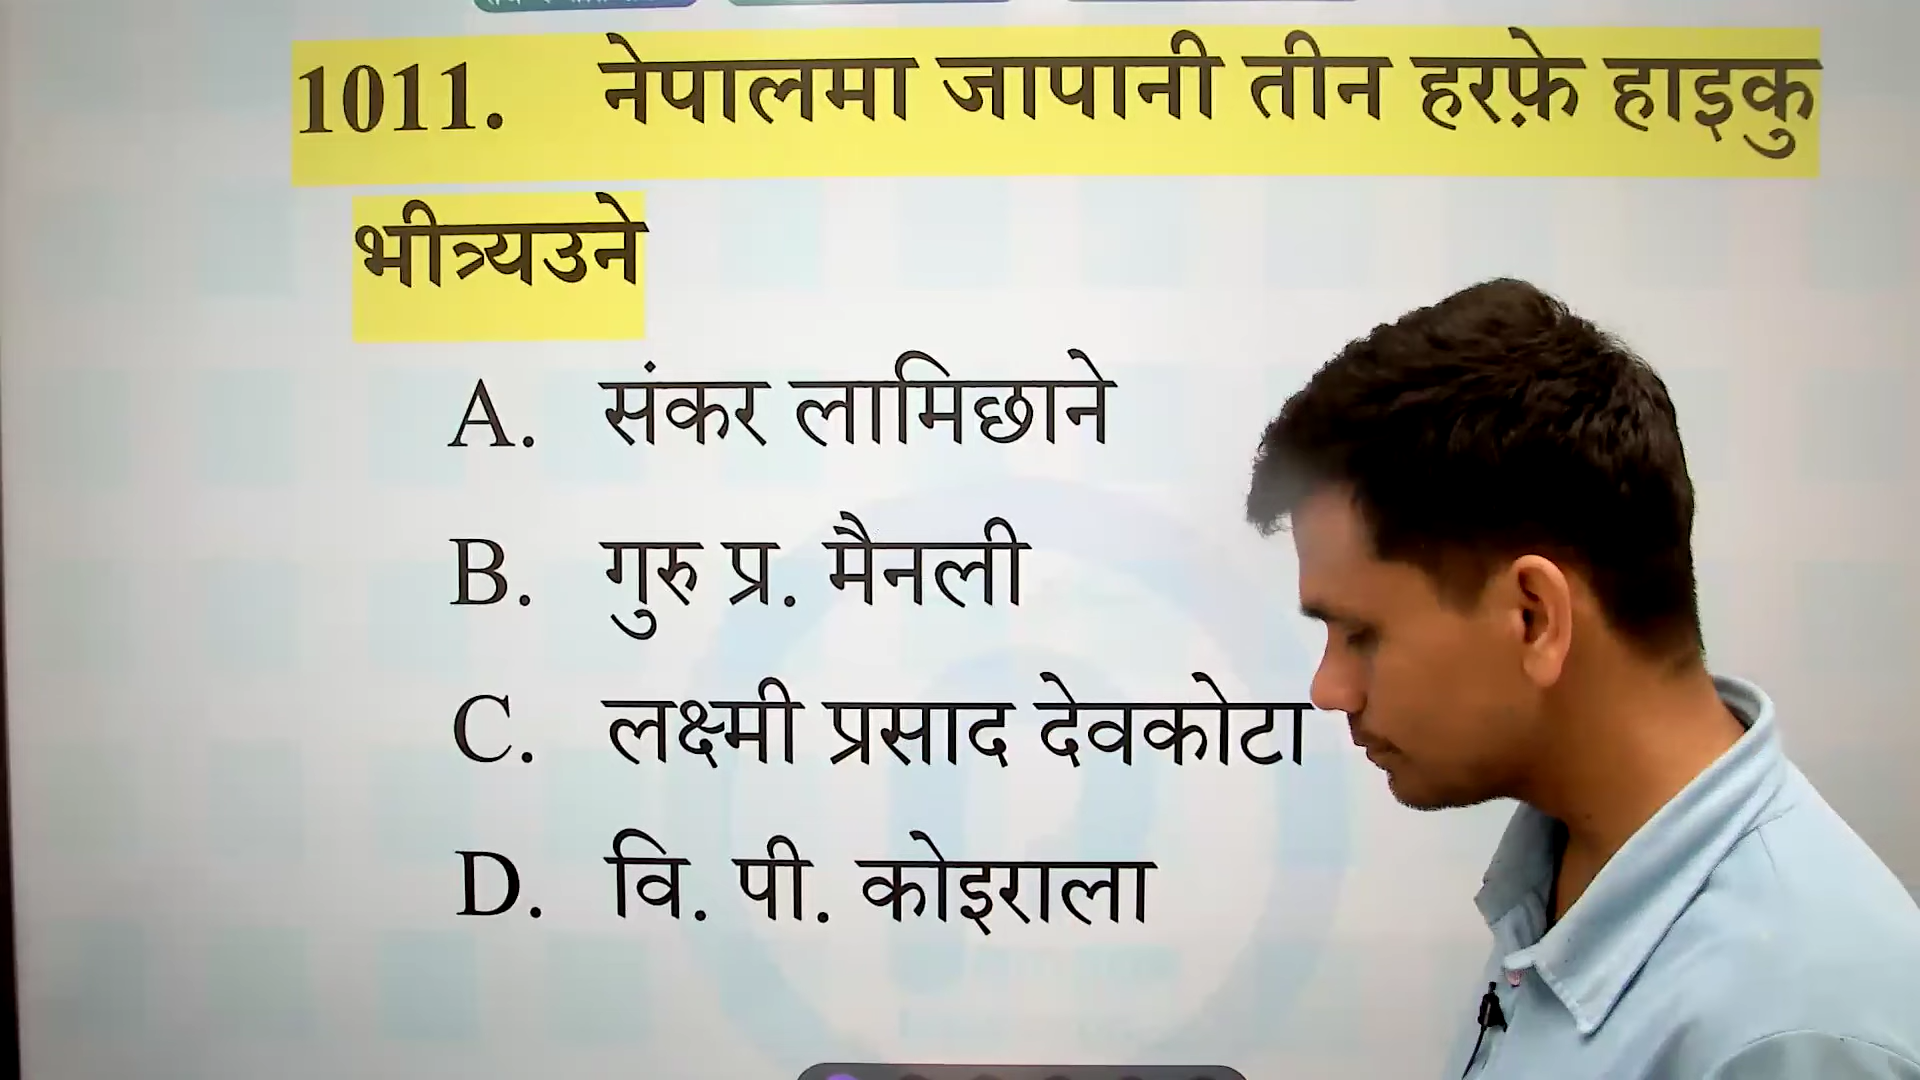 1011. नेपालमा जापानी तीन हरफ़े हाइकु
भीत्र्यउने
A. संकर लामिछाने
B. गुरु प्र. मैनली
C. लक्ष्मी प्रसाद देवकोटा
D. वि. पी. कोइराला